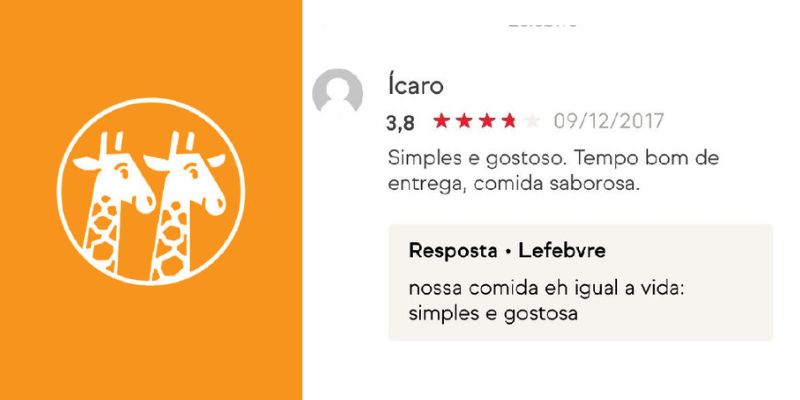 Ícaro
3,8 09/12/2017
Simples e gostoso. Tempo bom de
entrega, comida saborosa.
Resposta • Lefebvre
nossa comida eh igual a vida:
simples e gostosa